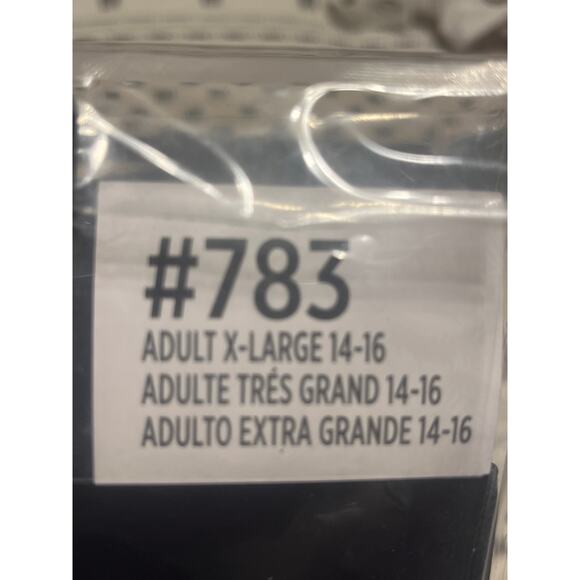 #783
ADULT X-LARGE 14-16
ADULTE TRÉS GRAND 14-16
ADULTO EXTRA GRANDE 14-16